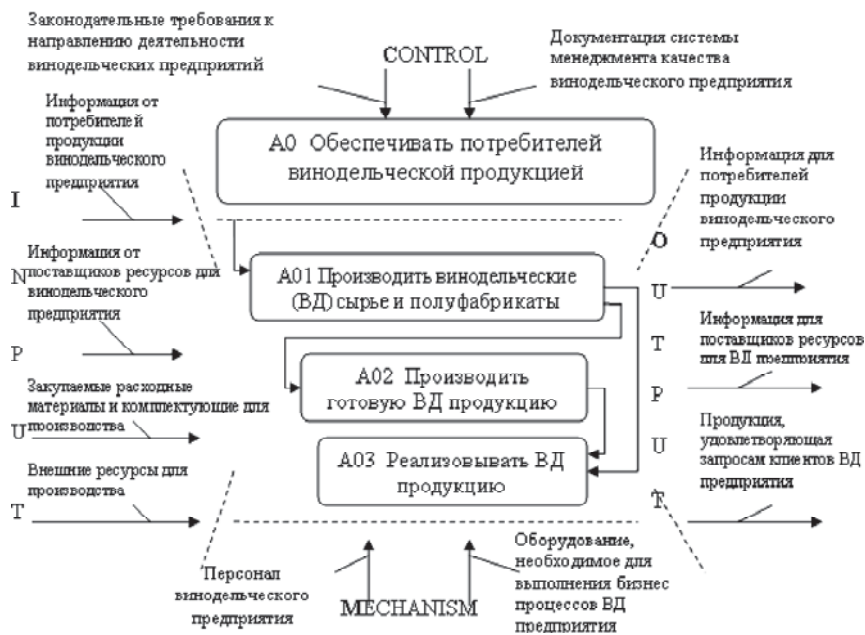 Законодательные требования к
направлению деятельности
винодельческих предприятий
CONTROL
Документация системы
менеджмента качества
винодельческого предприятия
Информация от
потребителей
продукции
винодельческого
предприятия
А0 Обеспечивать потребителей
винодельческой продукцией
Информация для
потребителей
продукции
винодельческого
предприятия
I
N
P
U
T
O
U
T
P
U
T
Информация от
поставщиков ресурсов для
винодельческого
предприятия
А01 Производить винодельческие
(ВД) сырье и полуфабрикаты
Информация для
поставщиков ресурсов
для ВД предприятия
Закупаемые расходные
материалы и комплектующие для
производства
А02 Производить
готовую ВД продукцию
Продукция,
удовлетворяющая
запросам клиентов ВД
предприятия
Внешние ресурсы для
производства
А03 Реализовывать ВД
продукцию
Персонал
винодельческого
предприятия
MECHANISM
Оборудование,
необходимое для
выполнения бизнес
процессов ВД
предприятия